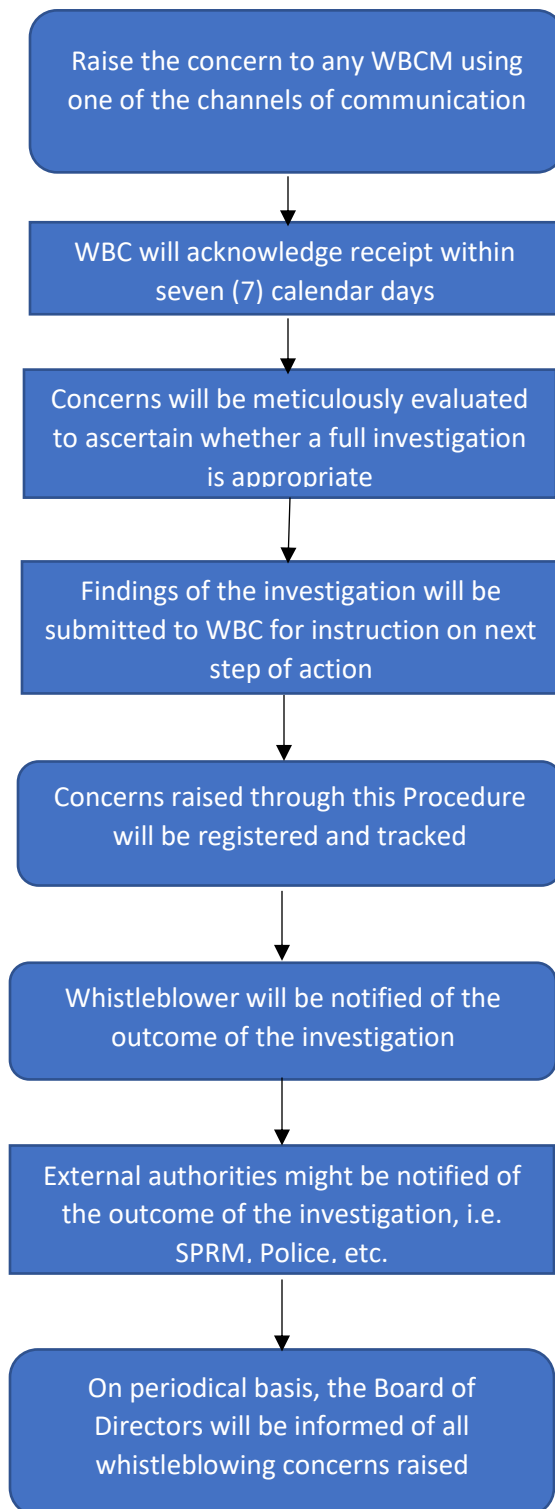 Raise the concern to any WBCM using
one of the channels of communication
WBC will acknowledge receipt within
seven (7) calendar days
Concerns will be meticulously evaluated
to ascertain whether a full investigation
is appropriate
Findings of the investigation will be
submitted to WBC for instruction on next
step of action
Concerns raised through this Procedure
will be registered and tracked
Whistleblower will be notified of the
outcome of the investigation
External authorities might be notified of
the outcome of the investigation, i.e.
SPRM, Police, etc.
On periodical basis, the Board of
Directors will be informed of all
whistleblowing concerns raised